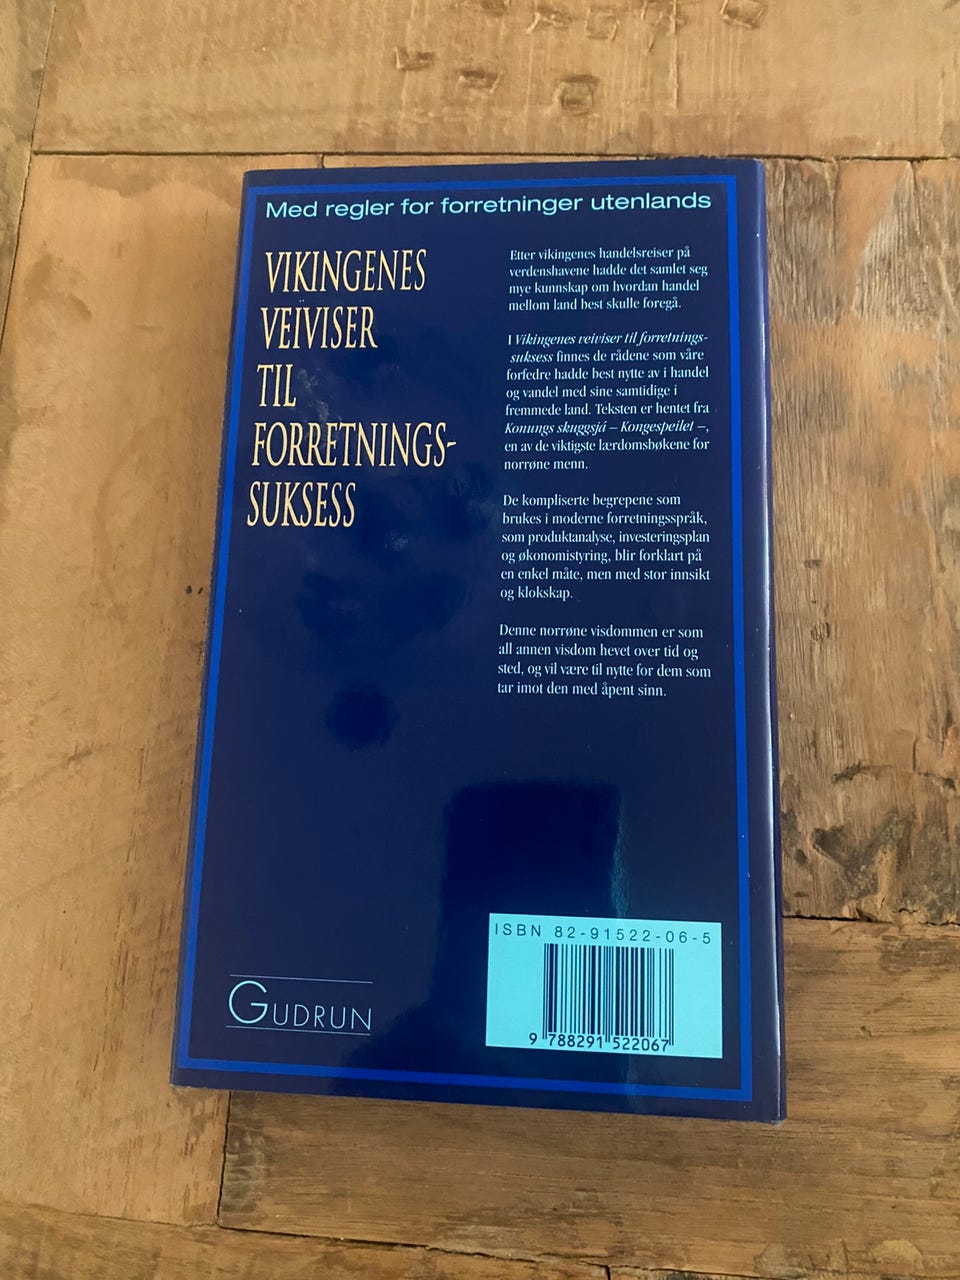 Med regler for forretninger utenlands
VIKINGENES
VEIVISER
TIL
FORRETNINGS-
SUKSESS
Etter vikingenes handelsreiser på
verdenshavene hadde det samlet seg
mye kunnskap om hvordan handel
mellom land best skulle foregå.
I Vikingenes veiviser til forretnings-
suksess finnes de rådene som våre
forfedre hadde best nytte av i handel
og vandel med sine samtidige i
fremmede land. Teksten er hentet fra
Konungs skuggsjá – Kongespeilet –,
en av de viktigste lærdomsbøkene for
norrøne menn.
De kompliserte begrepene som
brukes i moderne forretningsspråk,
som produktanalyse, investeringsplan
og økonomistyring, blir forklart på
en enkel måte, men med stor innsikt
og klokskap.
Denne norrøne visdommen er som
all annen visdom hevet over tid og
sted, og vil være til nytte for dem som
tar imot den med åpent sinn.
ISBN 82-91522-06-5
9 788291 522067
GUDRUN